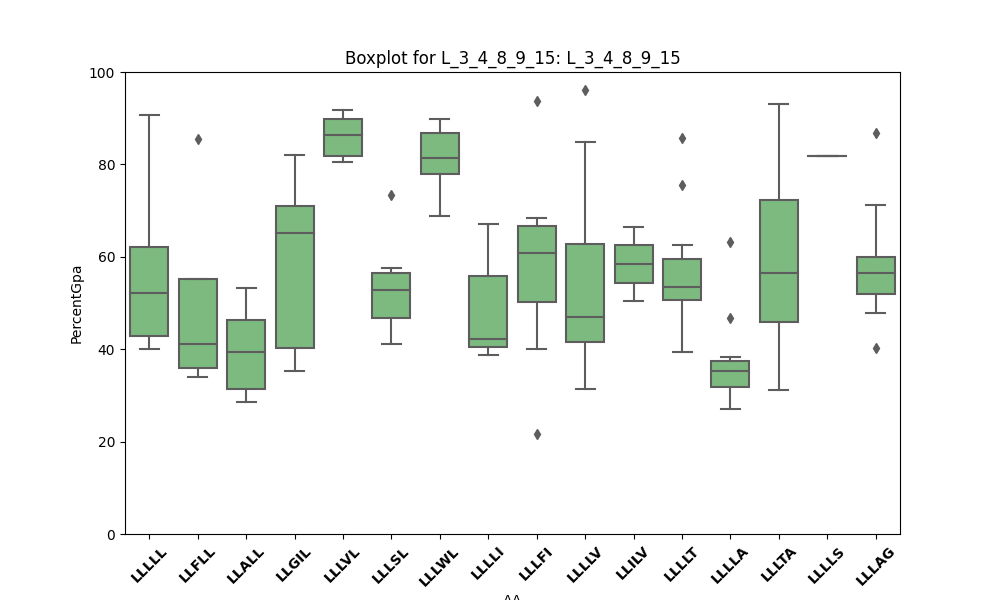 Boxplot for L_3_4_8_9_15: L_3_4_8_9_15
100
80
60
40
20
0
PercentGpa
LLLLL LLFLL LLALL LLGIL LLLVL LLLSL LLLWL LLLLI LLLFI LLLLV LLILV LLLLT LLLLA LLLTA LLLLS LLLAG
AA